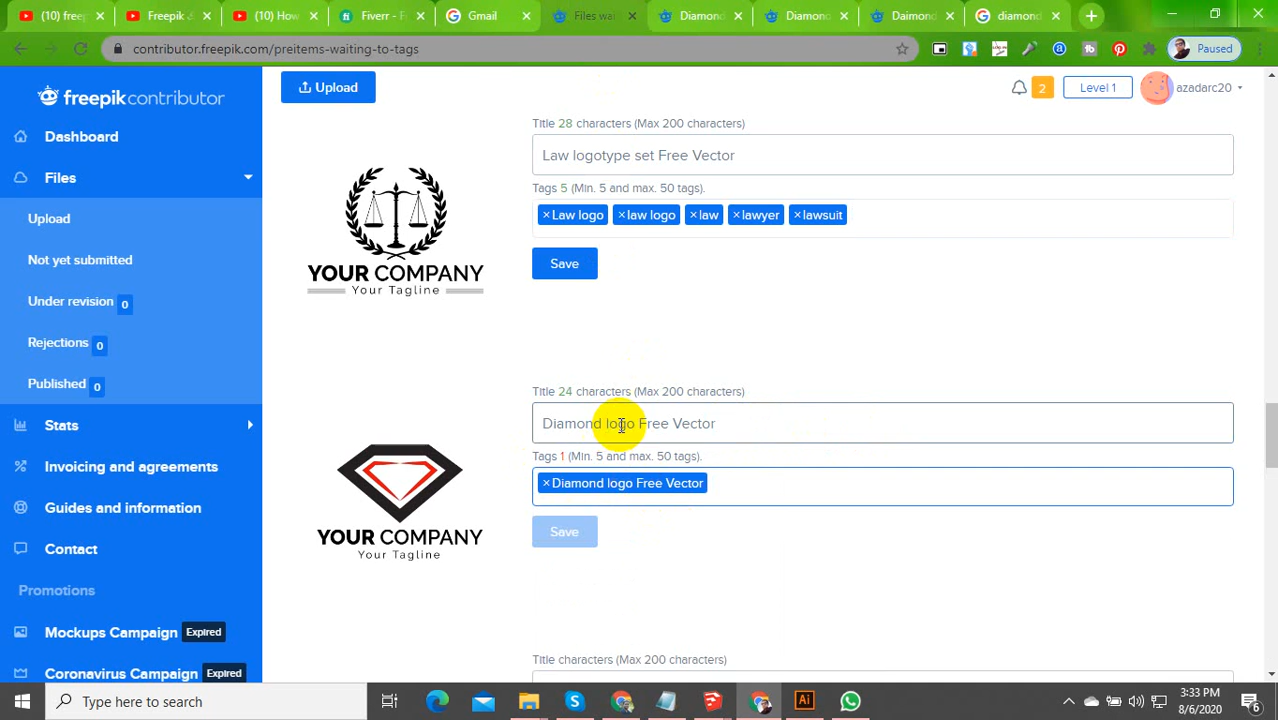 (10) freep
Freepik -
(10) How
Fiverr - F
Gmail
Files wai
Diamond
Diamond
Daimond
diamond
contributor.freepik.com/preitems-waiting-to-tags
Paused
freepik contributor
Upload
2
Level 1
azadarc20
Dashboard
Files
Upload
Not yet submitted
Under revision 0
Rejections 0
Published 0
Stats
Invoicing and agreements
Guides and information
Contact
Promotions
Mockups Campaign Expired
Coronavirus Campaign Expired
Title 28 characters (Max 200 characters)
Law logotype set Free Vector
Tags 5 (Min. 5 and max. 50 tags).
×Law logo ×law logo ×law ×lawyer ×lawsuit
Save
YOUR COMPANY
Your Tagline
Title 24 characters (Max 200 characters)
Diamond logo Free Vector
Tags 1 (Min. 5 and max. 50 tags).
×Diamond logo Free Vector
Save
YOUR COMPANY
Your Tagline
Title characters (Max 200 characters)
Type here to search
Ai
3:33 PM
8/6/2020
6